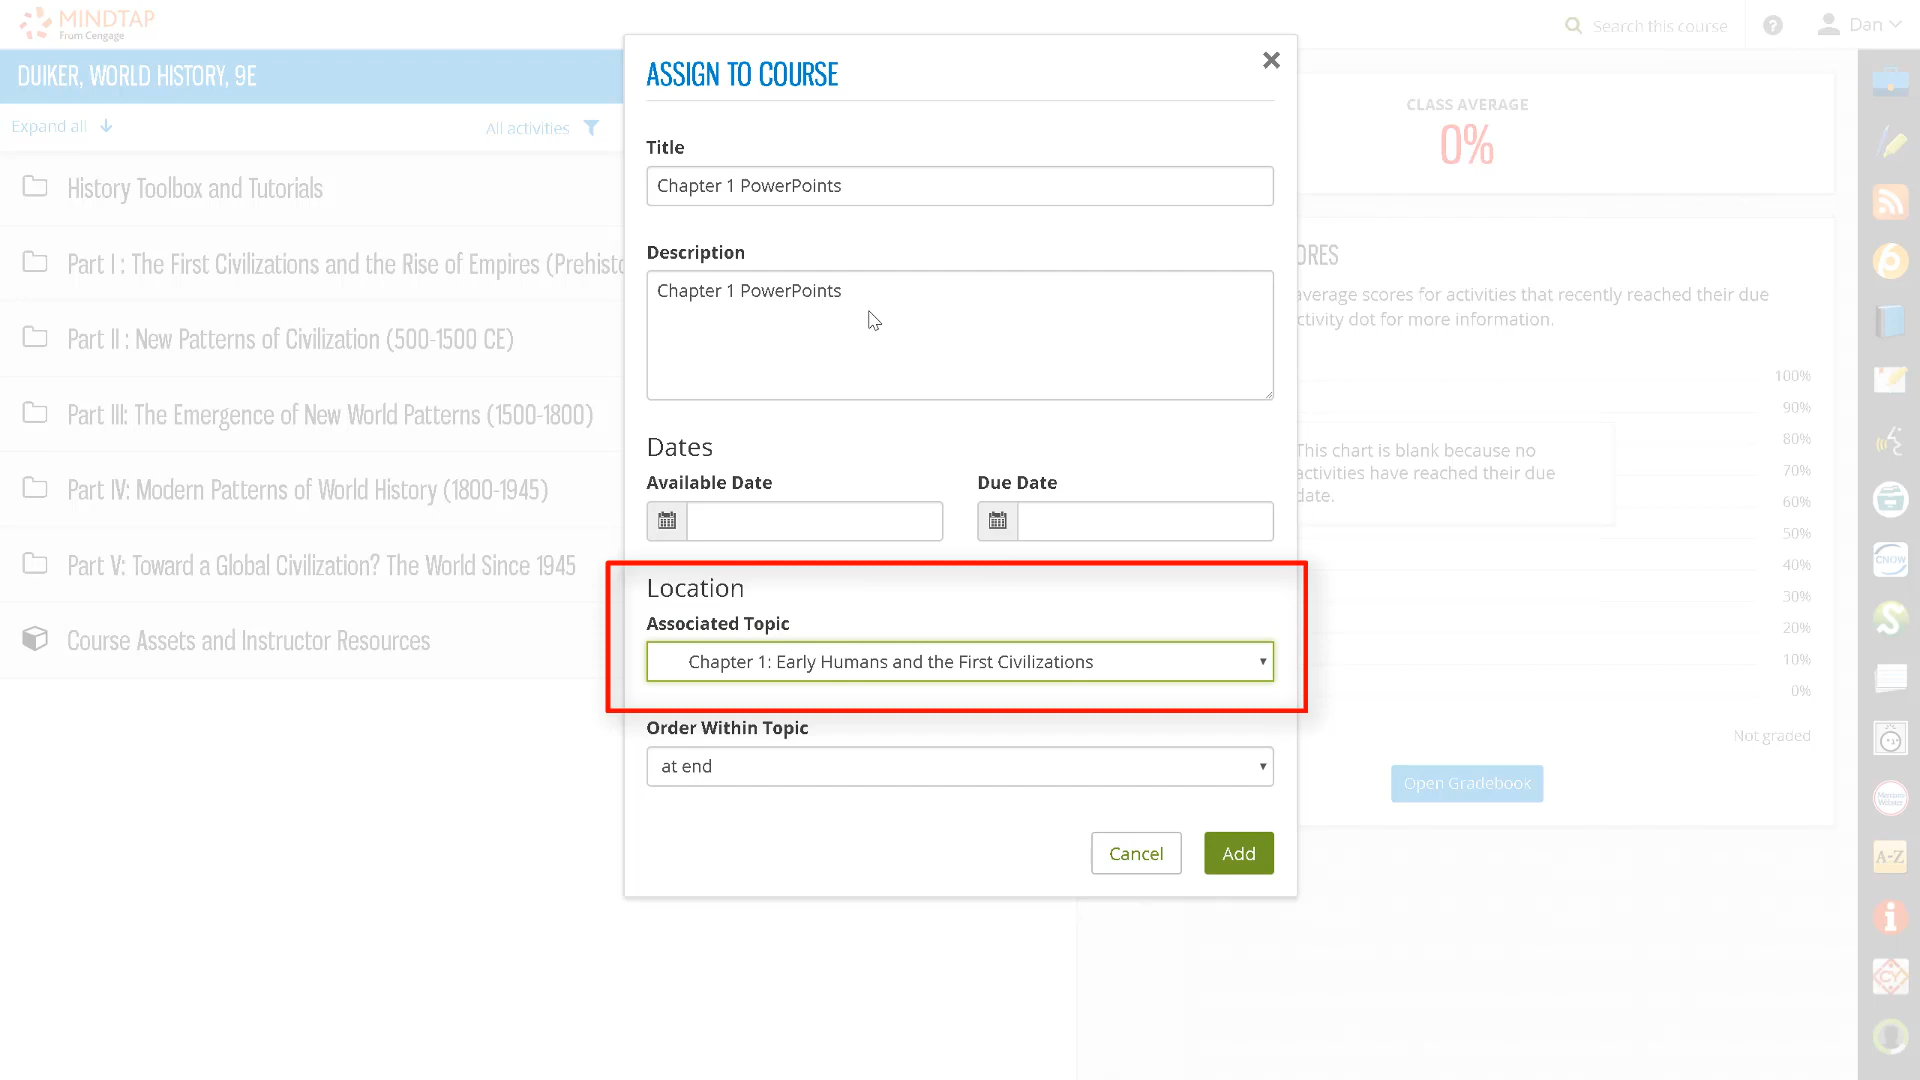 MINDTAP
From Cengage
Search this course
Dan
DUIKER, WORLD HISTORY, 9E
Expand all
All activities
History Toolbox and Tutorials
Part I : The First Civilizations and the Rise of Empires (Prehisto
Part II : New Patterns of Civilization (500-1500 CE)
Part III: The Emergence of New World Patterns (1500-1800)
Part IV: Modern Patterns of World History (1800-1945)
Part V: Toward a Global Civilization? The World Since 1945
Course Assets and Instructor Resources
ASSIGN TO COURSE
Title
Chapter 1 PowerPoints
Description
Chapter 1 PowerPoints
Dates
Available Date
Due Date
Location
Associated Topic
Chapter 1: Early Humans and the First Civilizations
Order Within Topic
at end
Cancel
Add
CLASS AVERAGE
0%
ORES
average scores for activities that recently reached their due
ctivity dot for more information.
100%
90%
80%
70%
60%
50%
40%
30%
20%
10%
0%
This chart is blank because no
activities have reached their due
date.
Not graded
Open Gradebook
CNOW
Merriam
Webster
A-Z
CY